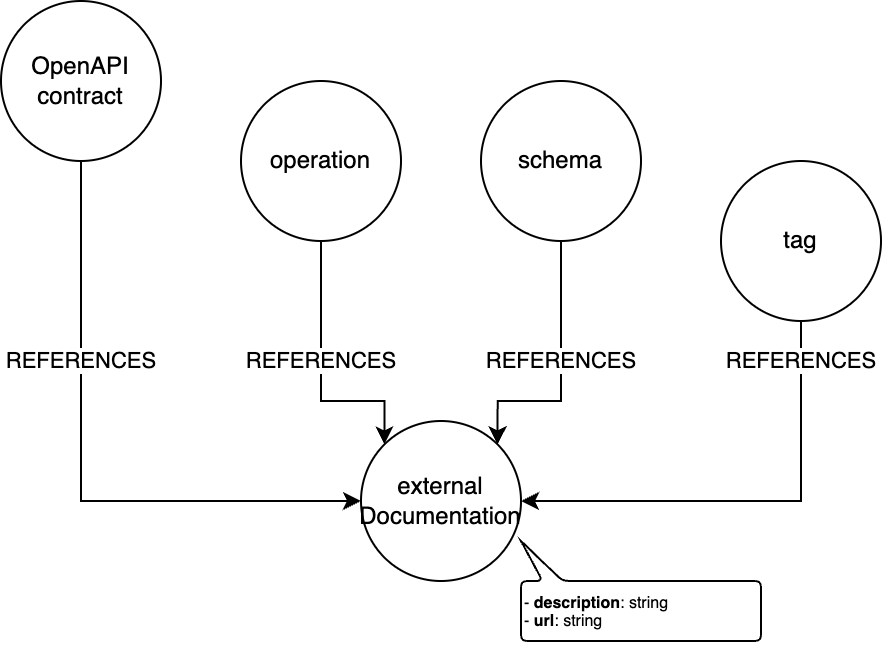 OpenAPI
contract
operation
schema
tag
REFERENCES
REFERENCES
REFERENCES
REFERENCES
external
Documentation
- description: string
- url: string